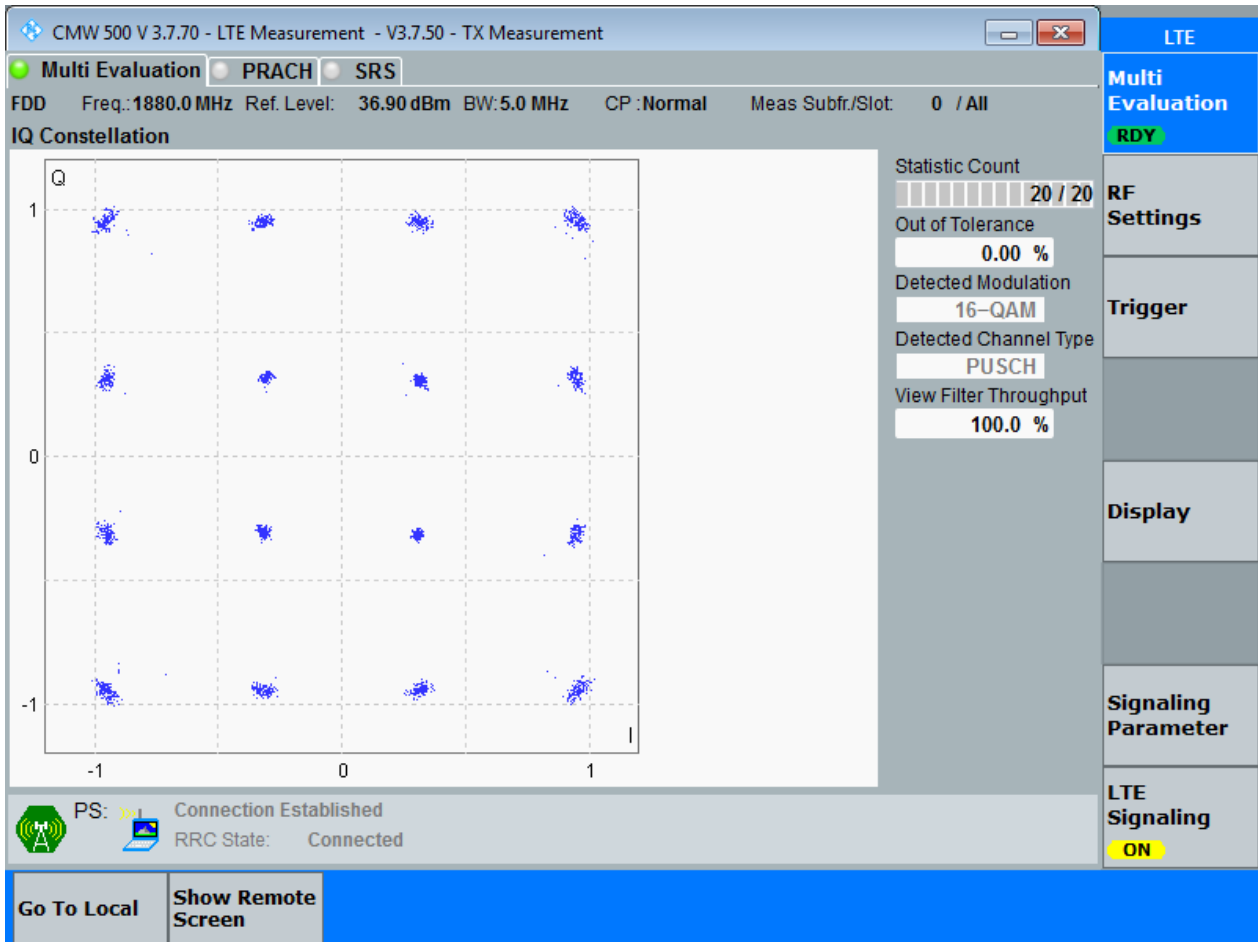 CMW 500 V 3.7.70 - LTE Measurement - V3.7.50 - TX Measurement
LTE
Multi Evaluation PRACH SRS
Multi
Evaluation
RDY
FDD Freq.: 1880.0 MHz Ref. Level: 36.90 dBm BW: 5.0 MHz CP : Normal Meas Subfr./Slot: 0 / All
IQ Constellation
Q
1
0
-1
I
-1 0 1
Statistic Count
20 / 20
Out of Tolerance
0.00 %
Detected Modulation
16-QAM
Detected Channel Type
PUSCH
View Filter Throughput
100.0 %
RF
Settings
Trigger
Display
Signaling
Parameter
LTE
Signaling
ON
PS: Connection Established
RRC State: Connected
Go To Local
Show Remote
Screen